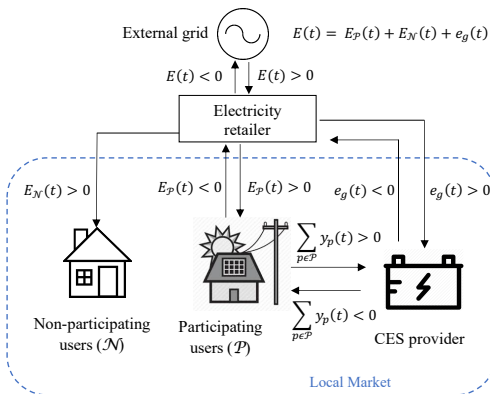 External grid
E(t) = E_𝒫(t) + E_𝒩(t) + e_g(t)
E(t) < 0
E(t) > 0
Electricity
retailer
E_𝒩(t) > 0
E_𝒫(t) < 0
E_𝒫(t) > 0
e_g(t) < 0
e_g(t) > 0
∑_{p∈𝒫} y_p(t) > 0
∑_{p∈𝒫} y_p(t) < 0
Non-participating
users (𝒩)
Participating
users (𝒫)
CES provider
Local Market